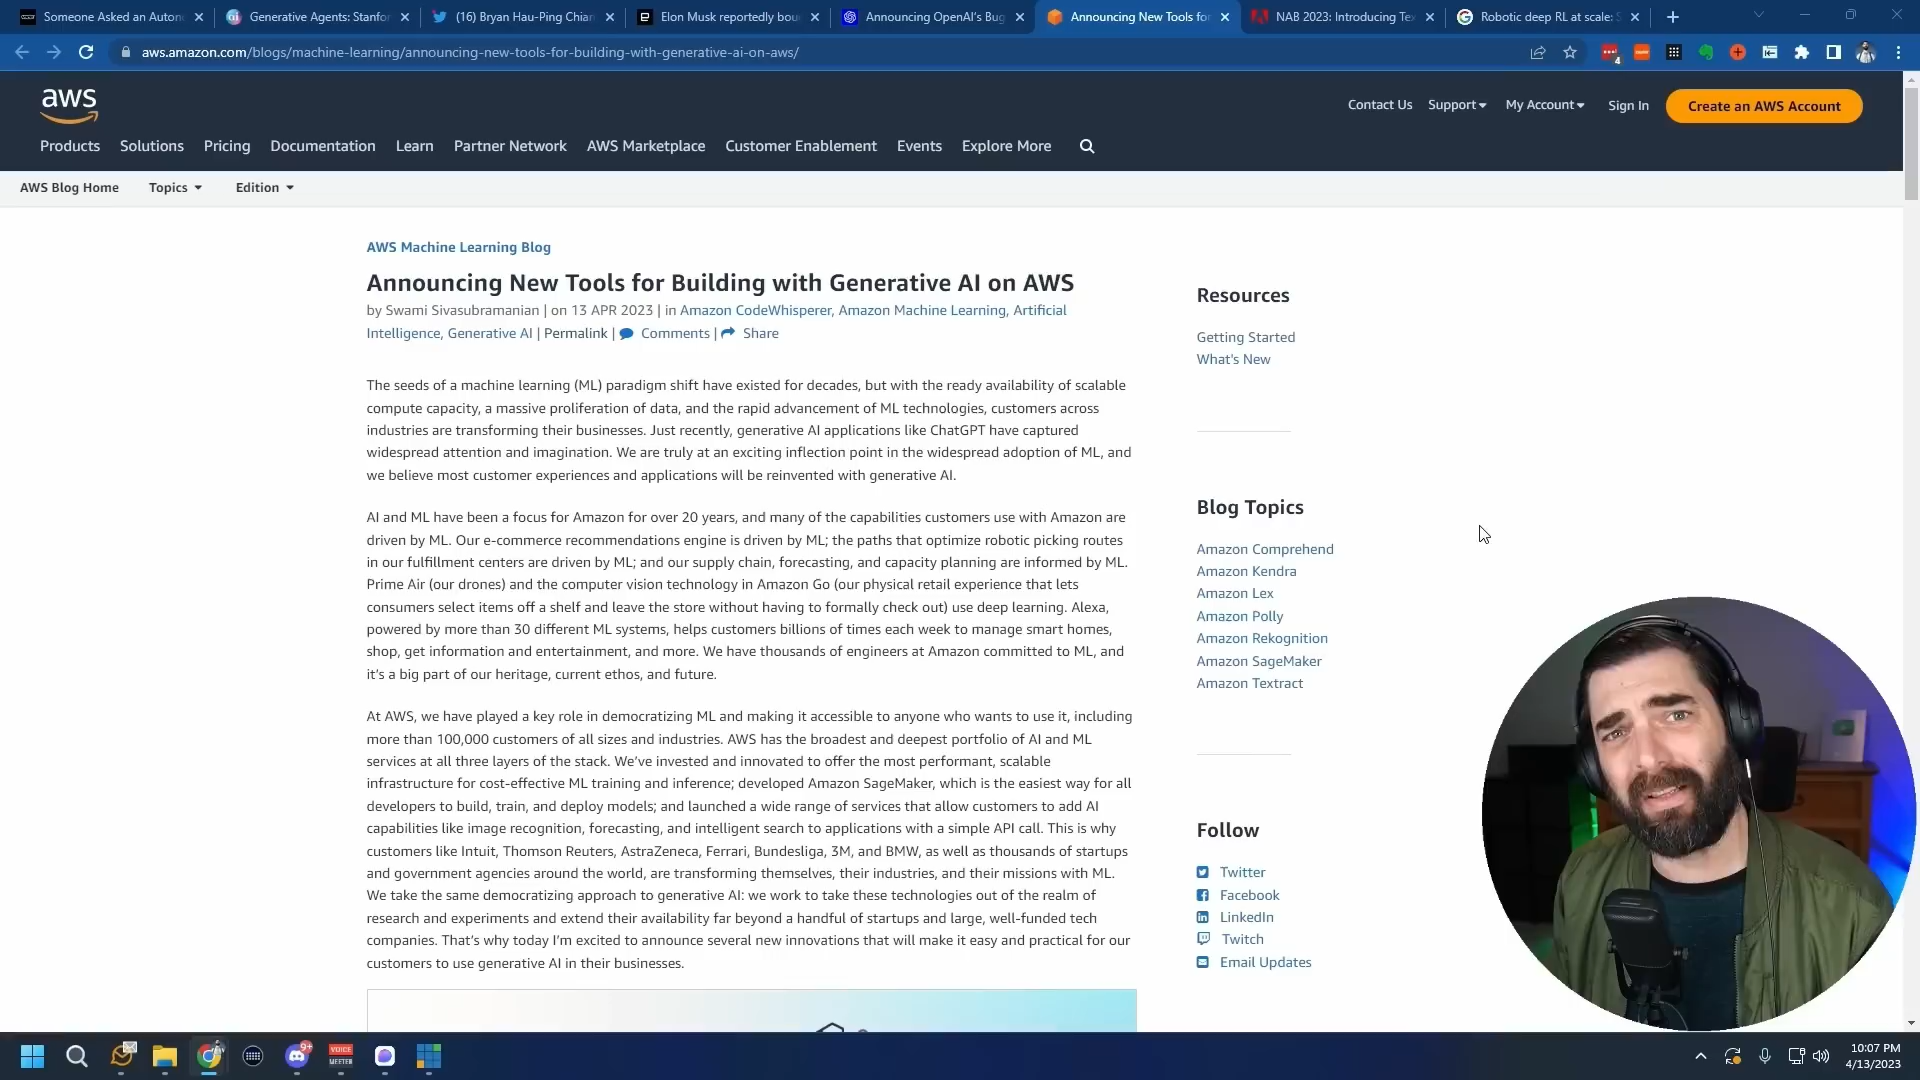 Someone Asked an Auton
Generative Agents: Stanfor
(16) Bryan Hau-Ping Chian
Elon Musk reportedly bou
Announcing OpenAI's Bug
Announcing New Tools for
NAB 2023: Introducing Tex
Robotic deep RL at scale: S
aws.amazon.com/blogs/machine-learning/announcing-new-tools-for-building-with-generative-ai-on-aws/
4
aws
Contact Us
Support
My Account
Sign In
Create an AWS Account
Products
Solutions
Pricing
Documentation
Learn
Partner Network
AWS Marketplace
Customer Enablement
Events
Explore More
AWS Blog Home
Topics
Edition
AWS Machine Learning Blog
Announcing New Tools for Building with Generative AI on AWS
by Swami Sivasubramanian | on 13 APR 2023 | in Amazon CodeWhisperer, Amazon Machine Learning, Artificial
Intelligence, Generative AI | Permalink | Comments | Share
The seeds of a machine learning (ML) paradigm shift have existed for decades, but with the ready availability of scalable
compute capacity, a massive proliferation of data, and the rapid advancement of ML technologies, customers across
industries are transforming their businesses. Just recently, generative AI applications like ChatGPT have captured
widespread attention and imagination. We are truly at an exciting inflection point in the widespread adoption of ML, and
we believe most customer experiences and applications will be reinvented with generative AI.
AI and ML have been a focus for Amazon for over 20 years, and many of the capabilities customers use with Amazon are
driven by ML. Our e-commerce recommendations engine is driven by ML; the paths that optimize robotic picking routes
in our fulfillment centers are driven by ML; and our supply chain, forecasting, and capacity planning are informed by ML.
Prime Air (our drones) and the computer vision technology in Amazon Go (our physical retail experience that lets
consumers select items off a shelf and leave the store without having to formally check out) use deep learning. Alexa,
powered by more than 30 different ML systems, helps customers billions of times each week to manage smart homes,
shop, get information and entertainment, and more. We have thousands of engineers at Amazon committed to ML, and
it's a big part of our heritage, current ethos, and future.
At AWS, we have played a key role in democratizing ML and making it accessible to anyone who wants to use it, including
more than 100,000 customers of all sizes and industries. AWS has the broadest and deepest portfolio of AI and ML
services at all three layers of the stack. We've invested and innovated to offer the most performant, scalable
infrastructure for cost-effective ML training and inference; developed Amazon SageMaker, which is the easiest way for all
developers to build, train, and deploy models; and launched a wide range of services that allow customers to add AI
capabilities like image recognition, forecasting, and intelligent search to applications with a simple API call. This is why
customers like Intuit, Thomson Reuters, AstraZeneca, Ferrari, Bundesliga, 3M, and BMW, as well as thousands of startups
and government agencies around the world, are transforming themselves, their industries, and their missions with ML.
We take the same democratizing approach to generative AI: we work to take these technologies out of the realm of
research and experiments and extend their availability far beyond a handful of startups and large, well-funded tech
companies. That's why today I'm excited to announce several new innovations that will make it easy and practical for our
customers to use generative AI in their businesses.
Resources
Getting Started
What's New
Blog Topics
Amazon Comprehend
Amazon Kendra
Amazon Lex
Amazon Polly
Amazon Rekognition
Amazon SageMaker
Amazon Textract
Follow
Twitter
Facebook
LinkedIn
Twitch
Email Updates
9+
VOICE
MEETER
10:07 PM
4/13/2023